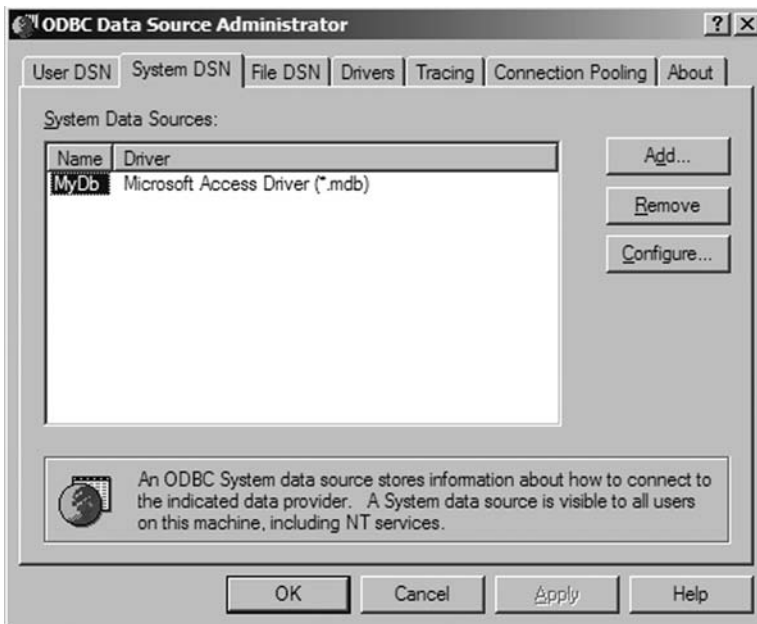 ODBC Data Source Administrator
User DSN System DSN File DSN Drivers Tracing Connection Pooling About
System Data Sources:
Name Driver
MyDb Microsoft Access Driver (*.mdb)
Add...
Remove
Configure...
An ODBC System data source stores information about how to connect to
the indicated data provider. A System data source is visible to all users
on this machine, including NT services.
OK Cancel Apply Help